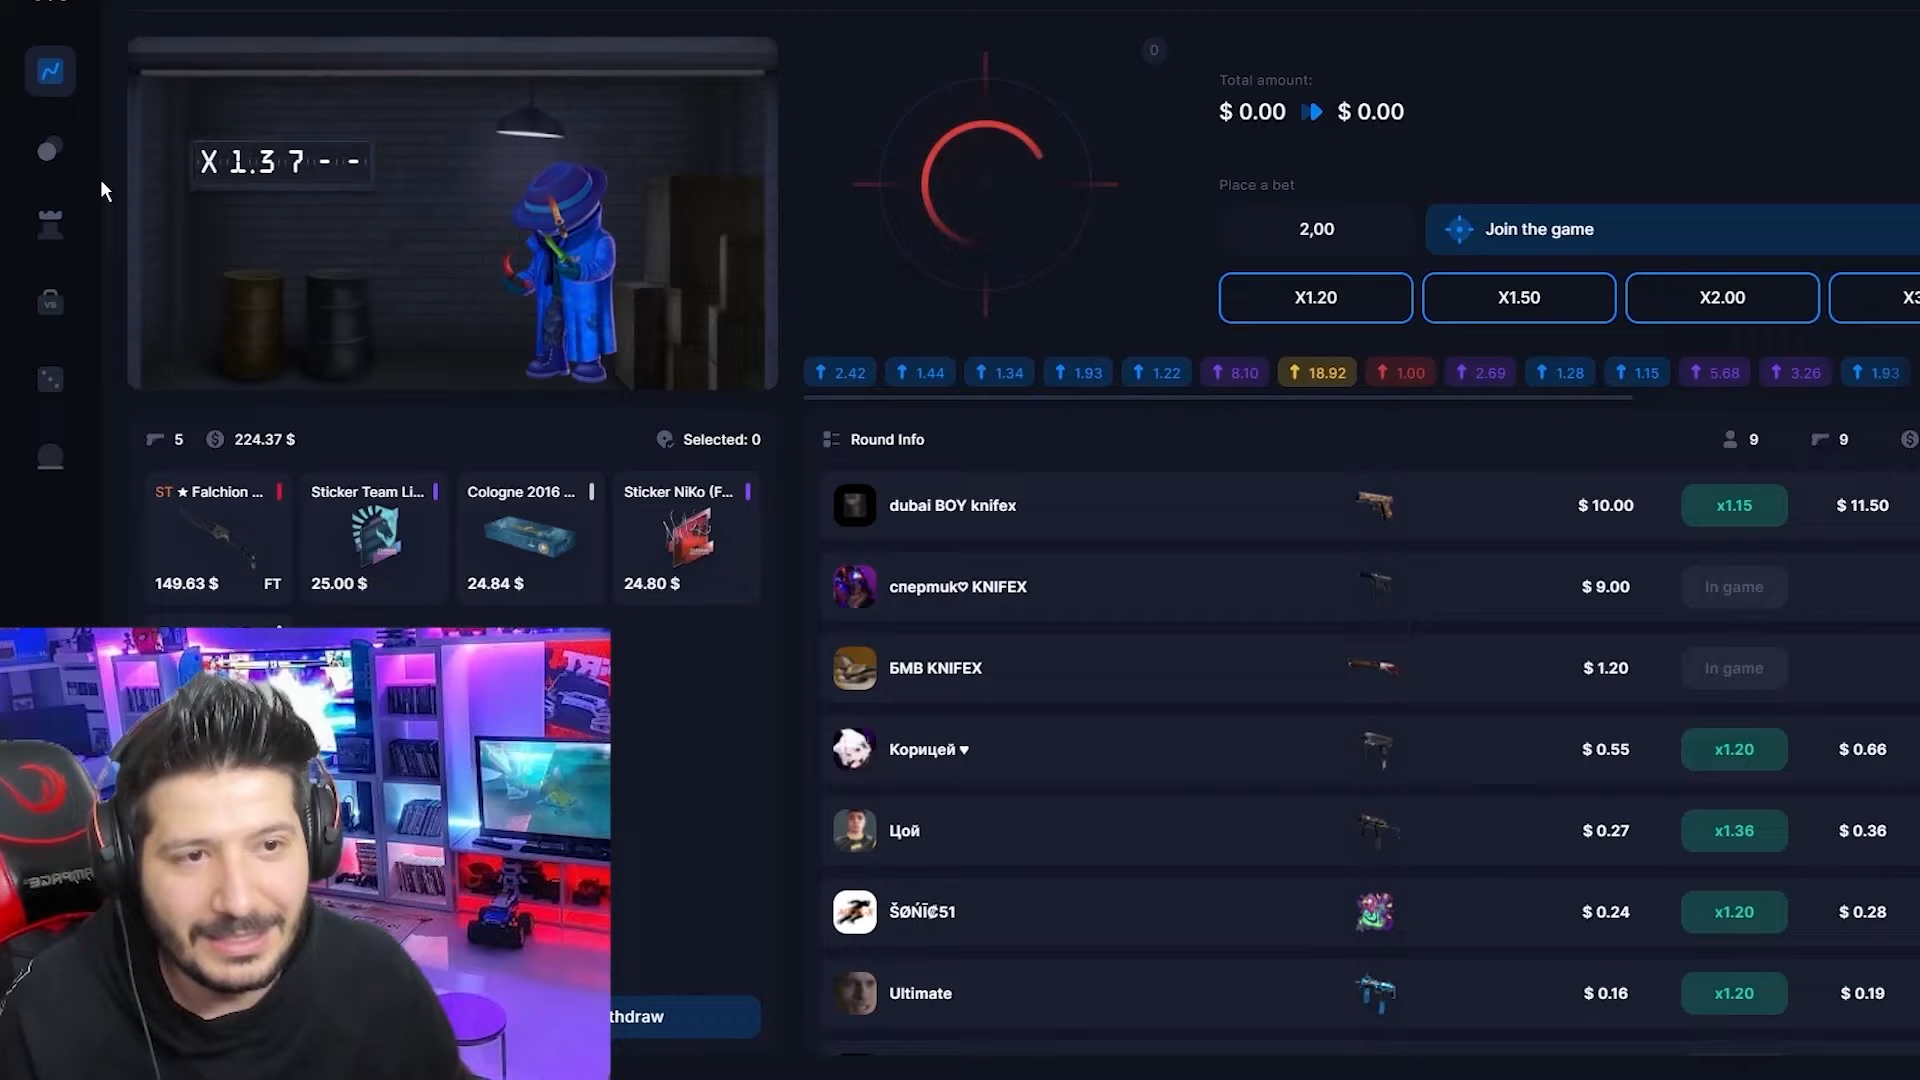 0
Total amount:
$ 0.00 $ 0.00
X 1.37--
Place a bet
2,00 Join the game
X1.20 X1.50 X2.00
2.42 1.44 1.34 1.93 1.22 8.10 18.92 1.00 2.69 1.28 1.15 5.68 3.26 1.93
5 224.37 $ Selected: 0
Round Info 9 9
ST ★ Falchion ... Sticker Team Li... Cologne 2016 ... Sticker NiKo (F...
149.63 $ FT 25.00 $ 24.84 $ 24.80 $
dubai BOY knifex $ 10.00 x1.15 $ 11.50
спермuk♡ KNIFEX $ 9.00 In game
БМВ KNIFEX $ 1.20 In game
Корицей ♥ $ 0.55 x1.20 $ 0.66
Цой $ 0.27 x1.36 $ 0.36
ŠØŃĪ₡51 $ 0.24 x1.20 $ 0.28
Ultimate $ 0.16 x1.20 $ 0.19
thdraw
VS